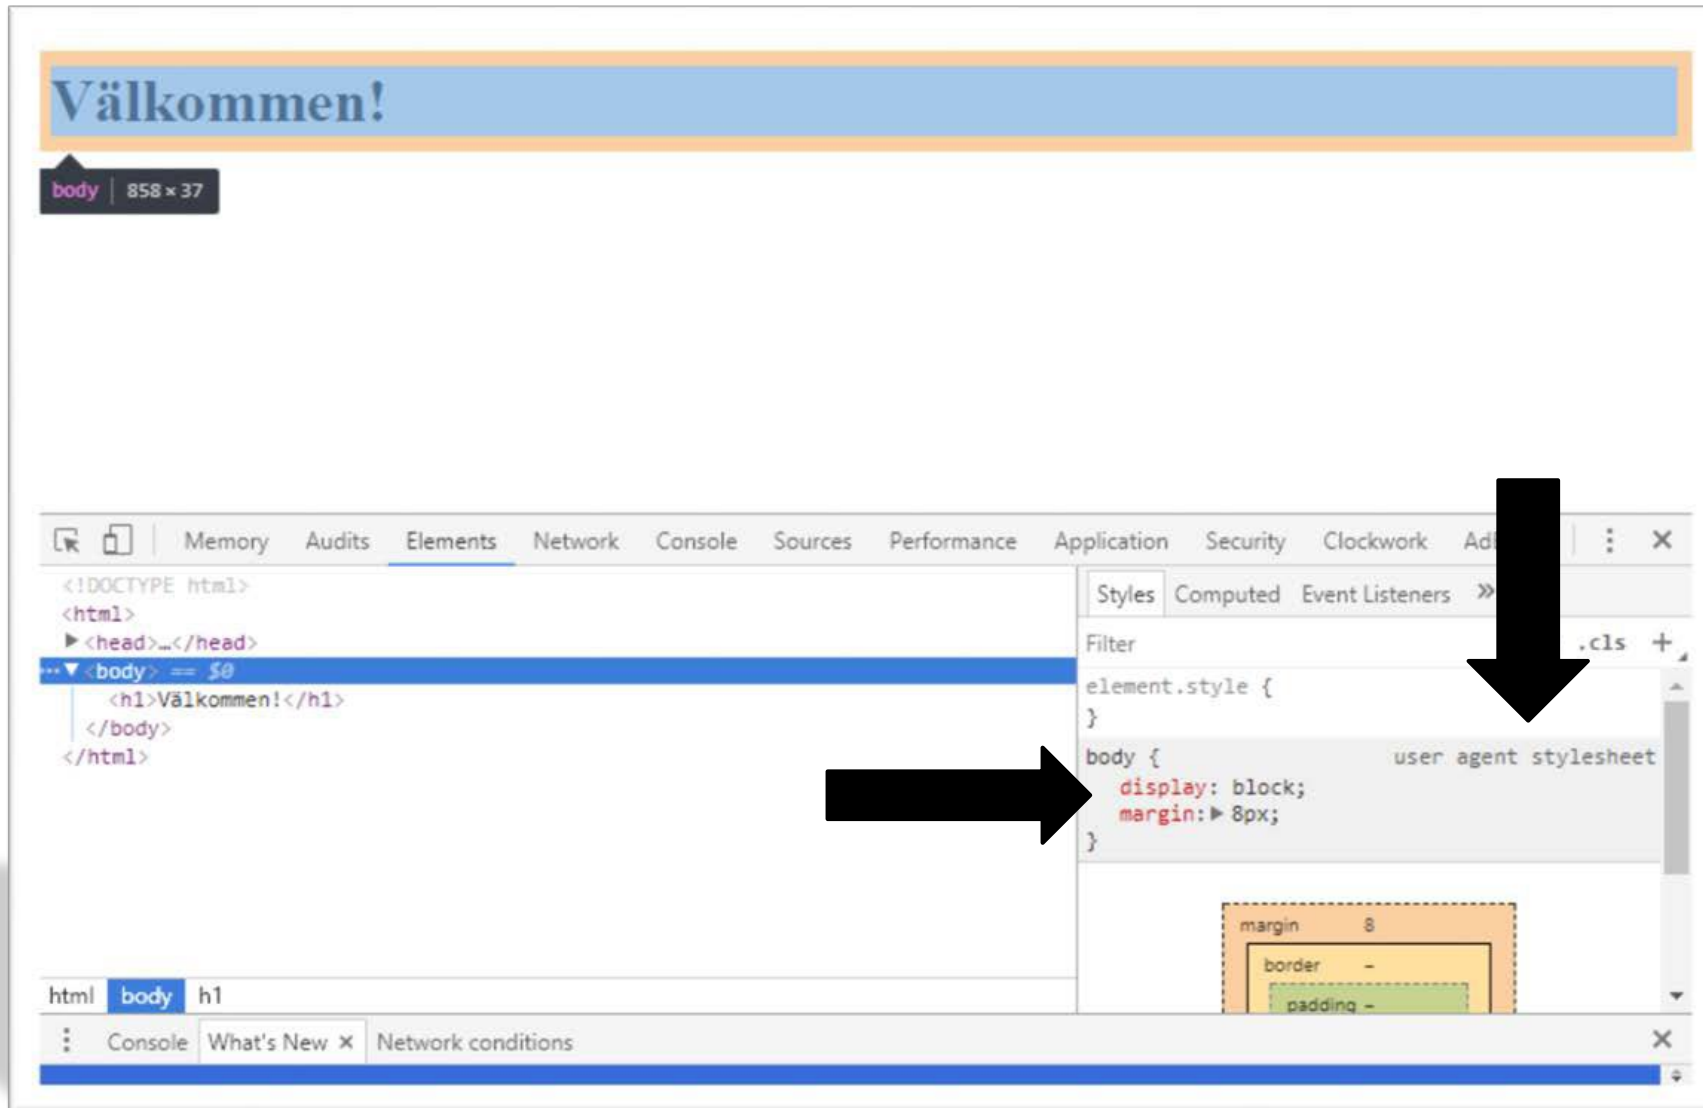 Välkommen!
body 858 × 37
Memory Audits Elements Network Console Sources Performance Application Security Clockwork
<!DOCTYPE html>
<html>
▶<head>…</head>
…▼<body> == $0
<h1>Välkommen!</h1>
</body>
</html>
html body h1
Styles Computed Event Listeners »
Filter .cls +
element.style {
}
body { user agent stylesheet
display: block;
margin:▶ 8px;
}
margin 8
border –
padding –
Console What's New × Network conditions